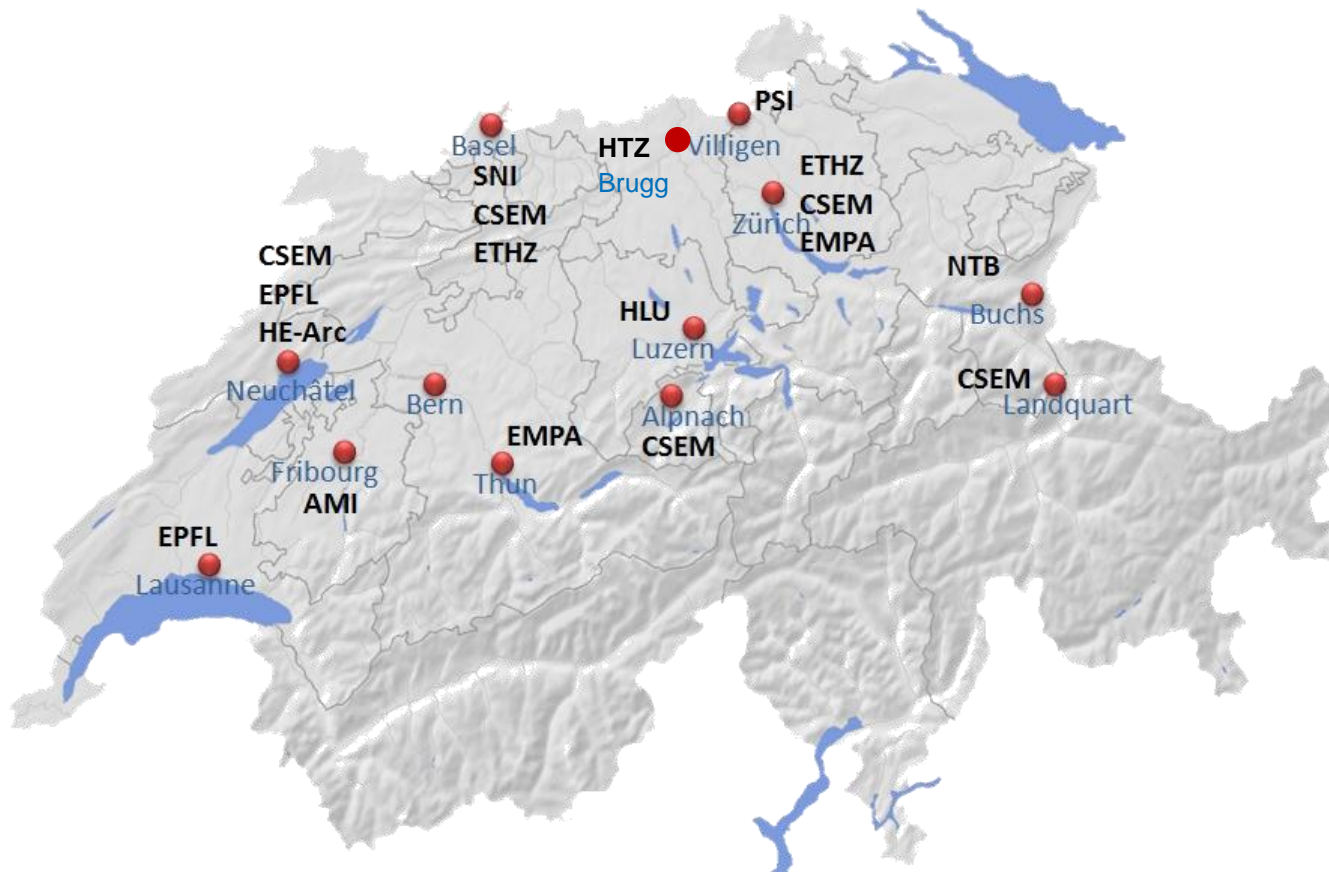 PSI
Basel
HTZ
Villigen
SNI
Brugg
ETHZ
CSEM
CSEM
Zürich
EMPA
ETHZ
CSEM
EPFL
HE-Arc
NTB
Buchs
HLU
Luzern
Neuchâtel
Bern
CSEM
Landquart
Alpnach
CSEM
EMPA
Thun
Fribourg
AMI
EPFL
Lausanne